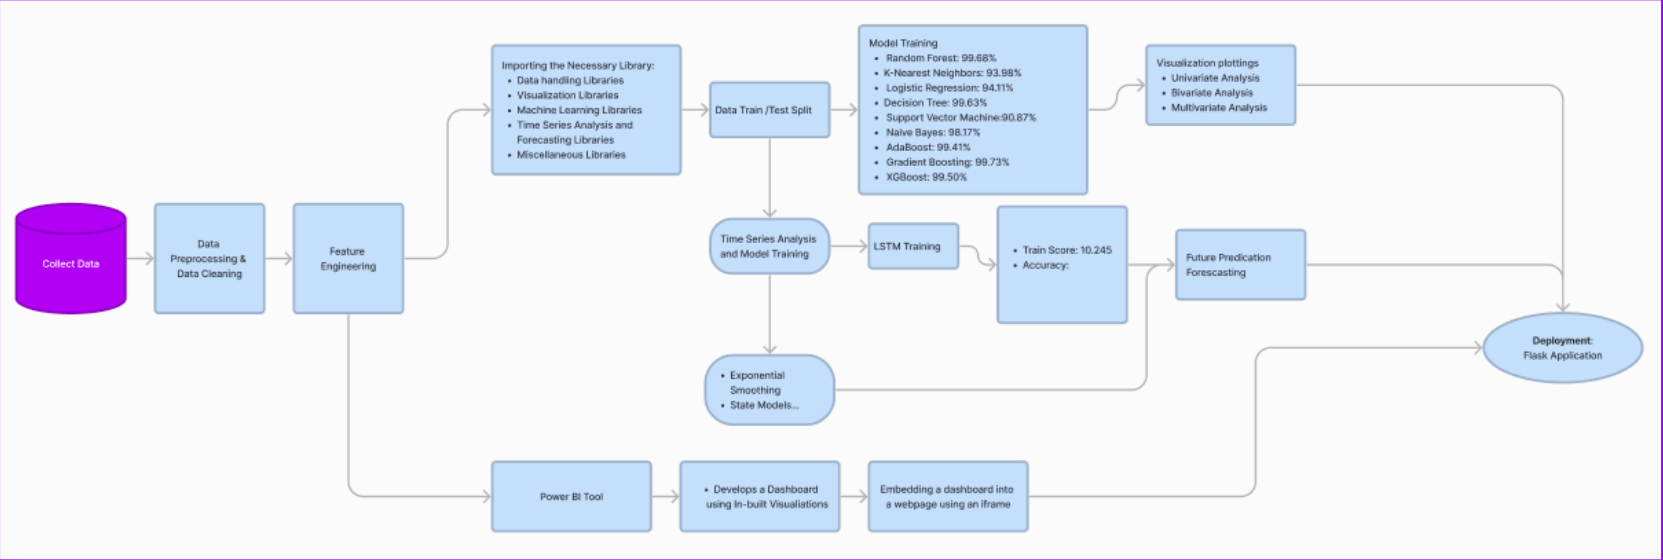 Collect Data
Data
Preprocessing &
Data Cleaning
Feature
Engineering
Importing the Necessary Library:
• Data handling Libraries
• Visualization Libraries
• Machine Learning Libraries
• Time Series Analysis and
Forecasting Libraries
• Miscellaneous Libraries
Data Train /Test Split
Model Training
• Random Forest: 99.68%
• K-Nearest Neighbors: 93.98%
• Logistic Regression: 94.11%
• Decision Tree: 99.63%
• Support Vector Machine:90.87%
• Naive Bayes: 98.17%
• AdaBoost: 99.41%
• Gradient Boosting: 99.73%
• XGBoost: 99.50%
Visualization plottings
• Univariate Analysis
• Bivariate Analysis
• Multivariate Analysis
Time Series Analysis
and Model Training
LSTM Training
• Train Score: 10.245
• Accuracy:
Future Predication
Forescasting
• Exponential
Smoothing
• State Models...
Deployment:
Flask Application
Power BI Tool
• Develops a Dashboard
using In-built Visualiations
Embedding a dashboard into
a webpage using an iframe